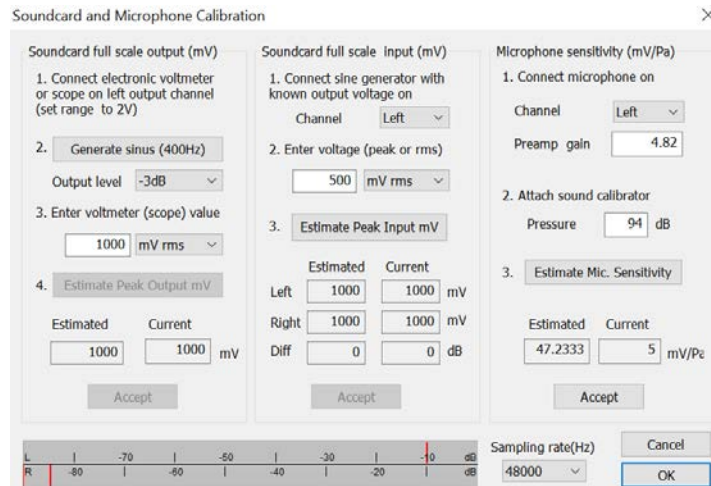 Soundcard and Microphone Calibration
Soundcard full scale output (mV)
1. Connect electronic voltmeter
or scope on left output channel
(set range to 2V)
2. Generate sinus (400Hz)
Output level -3dB
3. Enter voltmeter (scope) value
1000 mV rms
4. Estimate Peak Output mV
Estimated Current
1000 1000 mV
Accept
Soundcard full scale input (mV)
1. Connect sine generator with
known output voltage on
Channel Left
2. Enter voltage (peak or rms)
500 mV rms
3. Estimate Peak Input mV
Estimated Current
Left 1000 1000 mV
Right 1000 1000 mV
Diff 0 0 dB
Accept
Microphone sensitivity (mV/Pa)
1. Connect microphone on
Channel Left
Preamp gain 4.82
2. Attach sound calibrator
Pressure 94 dB
3. Estimate Mic. Sensitivity
Estimated Current
47.2333 5 mV/Pa
Accept
L -70 -50 -30 -10 dB
R -80 -60 -40 -20 dB
Sampling rate(Hz)
48000
Cancel
OK